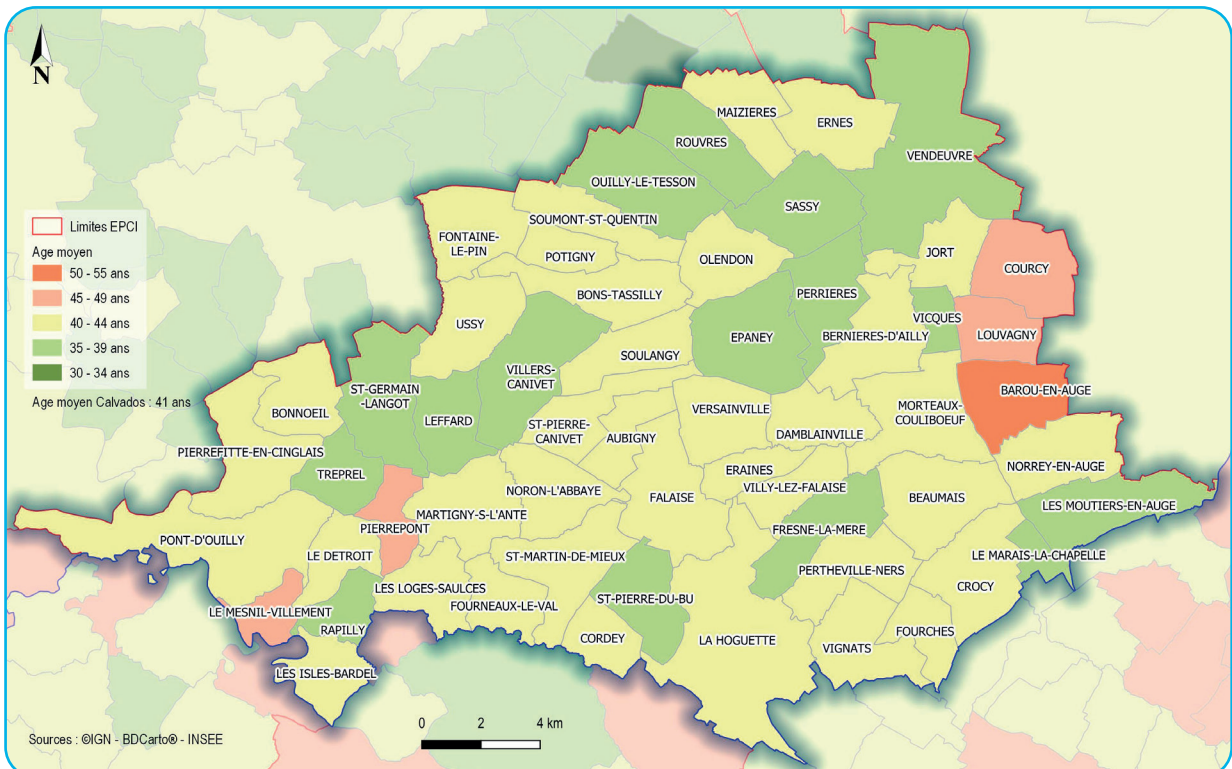 N
MAIZIERES
ERNES
ROUVRES
VENDEUVRE
OUILLY-LE-TESSON
SASSY
SOUMONT-ST-QUENTIN
FONTAINE-
LE-PIN
POTIGNY
OLENDON
JORT
COURCY
Limites EPCI
Age moyen
50 - 55 ans
45 - 49 ans
40 - 44 ans
35 - 39 ans
30 - 34 ans
Age moyen Calvados : 41 ans
BONS-TASSILLY
PERRIERES
USSY
VICQUES
EPANEY
BERNIERES-D'AILLY
LOUVAGNY
SOULANGY
VILLERS-
CANIVET
ST-GERMAIN
-LANGOT
BAROU-EN-AUGE
BONNOEIL
LEFFARD
VERSAINVILLE
MORTEAUX-
COULIBOEUF
ST-PIERRE-
CANIVET
AUBIGNY
DAMBLAINVILLE
PIERREFITTE-EN-CINGLAIS
NORREY-EN-AUGE
TREPREL
ERAINES
VILLY-LEZ-FALAISE
NORON-L'ABBAYE
FALAISE
BEAUMAIS
LES MOUTIERS-EN-AUGE
MARTIGNY-S-L'ANTE
PIERREPONT
FRESNE-LA-MERE
PONT-D'OUILLY
LE DETROIT
ST-MARTIN-DE-MIEUX
LE MARAIS-LA-CHAPELLE
PERTHEVILLE-NERS
LES LOGES-SAULCES
CROCY
ST-PIERRE-DU-BU
LE MESNIL-VILLEMENT
FOURNEAUX-LE-VAL
RAPILLY
CORDEY
LA HOGUETTE
FOURCHES
VIGNATS
LES ISLES-BARDEL
0 2 4 km
Sources : ©IGN - BDCarto® - INSEE